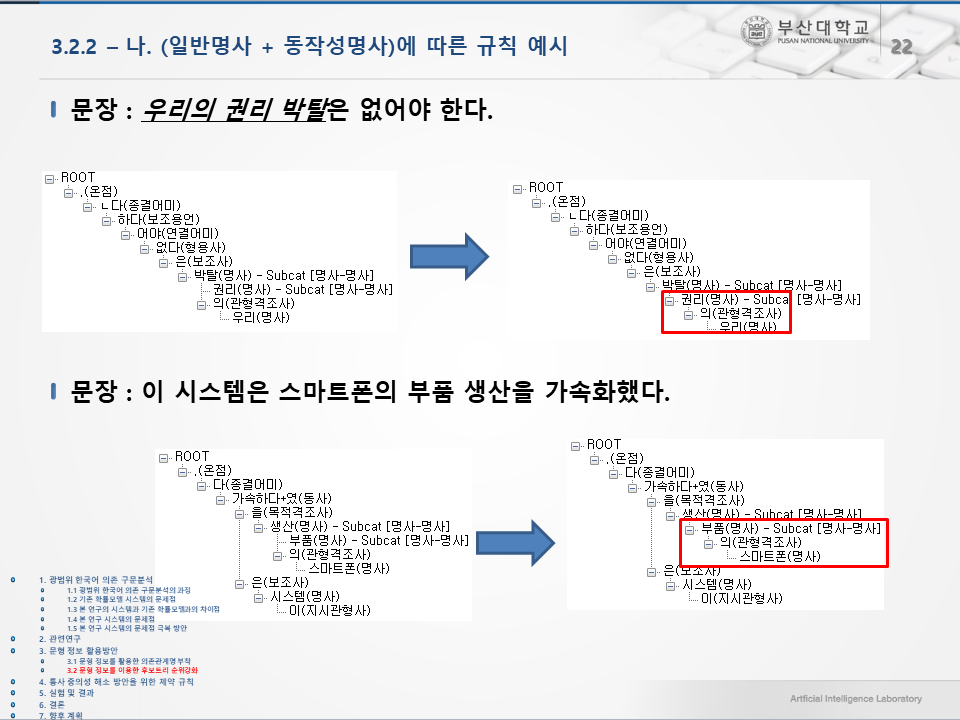 3.2.2 – 나. (일반명사 + 동작성명사)에 따른 규칙 예시
부산대학교
PUSAN NATIONAL UNIVERSITY
22
문장 : 우리의 권리 박탈은 없어야 한다.
ROOT
.(온점)
ㄴ다(종결어미)
하다(보조용언)
어야(연결어미)
없다(형용사)
은(보조사)
박탈(명사) - Subcat [명사-명사]
권리(명사) - Subcat [명사-명사]
의(관형격조사)
우리(명사)
ROOT
.(온점)
ㄴ다(종결어미)
하다(보조용언)
어야(연결어미)
없다(형용사)
은(보조사)
박탈(명사) - Subcat [명사-명사]
권리(명사) - Subcat [명사-명사]
의(관형격조사)
우리(명사)
문장 : 이 시스템은 스마트폰의 부품 생산을 가속화했다.
ROOT
.(온점)
다(종결어미)
가속하다+였(동사)
을(목적격조사)
생산(명사) - Subcat [명사-명사]
부품(명사) - Subcat [명사-명사]
의(관형격조사)
스마트폰(명사)
은(보조사)
시스템(명사)
이(지시관형사)
ROOT
.(온점)
다(종결어미)
가속하다+였(동사)
을(목적격조사)
생산(명사) - Subcat [명사-명사]
부품(명사) - Subcat [명사-명사]
의(관형격조사)
스마트폰(명사)
은(보조사)
시스템(명사)
이(지시관형사)
1. 광범위 한국어 의존 구문분석
1.1 광범위 한국어 의존 구문분석의 과정
1.2 기존 확률모델 시스템의 문제점
1.3 본 연구의 시스템과 기존 확률모델과의 차이점
1.4 본 연구 시스템의 문제점
1.5 본 연구 시스템의 문제점 극복 방안
2. 관련연구
3. 문형 정보 활용방안
3.1 문형 정보를 활용한 의존관계명 부착
3.2 문형 정보를 이용한 후보트리 순위강화
4. 통사 중의성 해소 방안을 위한 제약 규칙
5. 실험 및 결과
6. 결론
7. 향후 계획
Artficial Intelligence Laboratory